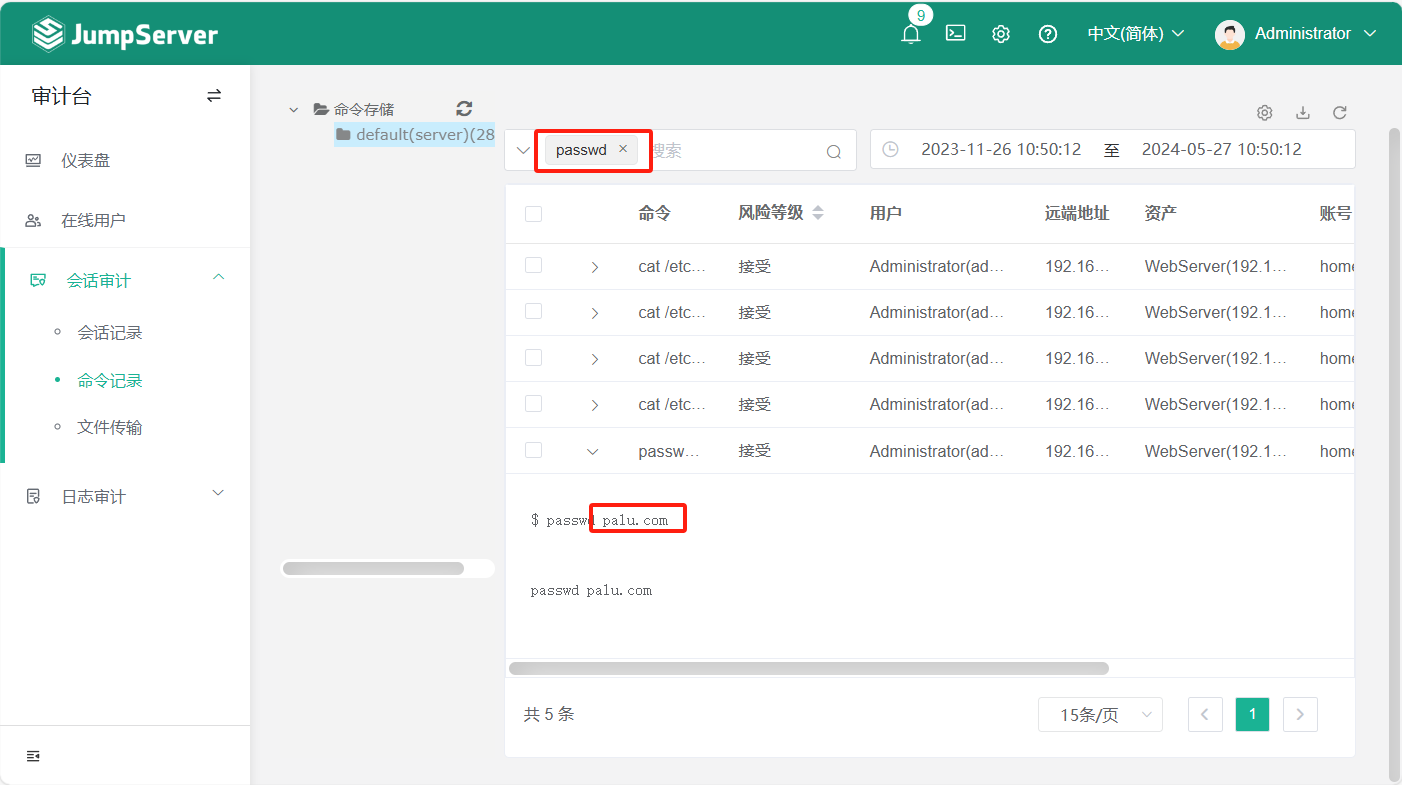 JumpServer
9
中文(简体)
Administrator
审计台
仪表盘
在线用户
会话审计
会话记录
命令记录
文件传输
日志审计
命令存储
default(server)(28
passwd ×
搜索
2023-11-26 10:50:12 至 2024-05-27 10:50:12
命令 风险等级 用户 远端地址 资产 账号
cat /etc... 接受 Administrator(ad... 192.16... WebServer(192.1... home
cat /etc... 接受 Administrator(ad... 192.16... WebServer(192.1... home
cat /etc... 接受 Administrator(ad... 192.16... WebServer(192.1... home
cat /etc... 接受 Administrator(ad... 192.16... WebServer(192.1... home
passw... 接受 Administrator(ad... 192.16... WebServer(192.1... home
$ passwd palu.com
passwd palu.com
共 5 条
15条/页
1